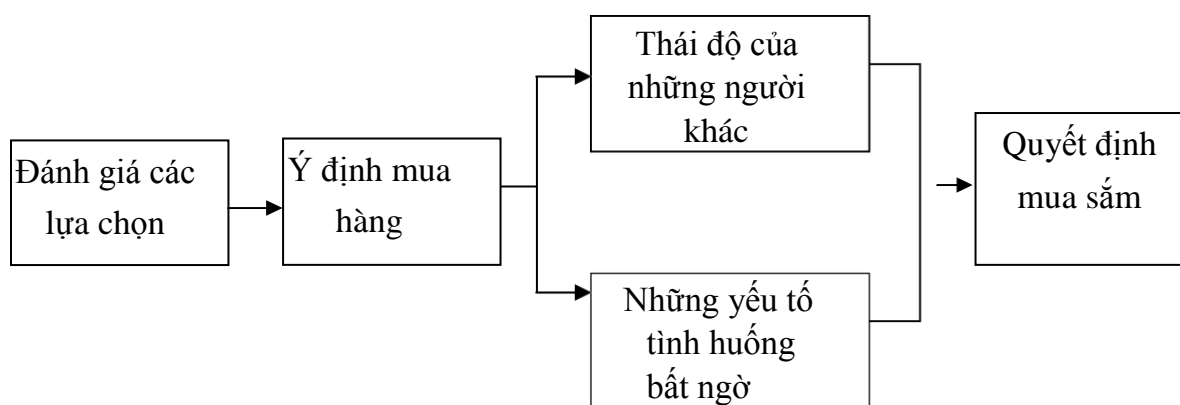 Đánh giá các
lựa chọn
Ý định mua
hàng
Thái độ của
những người
khác
Những yếu tố
tình huống
bất ngờ
Quyết định
mua sắm